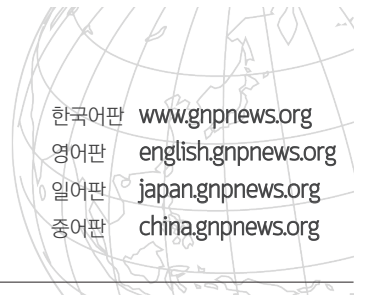 한국어판 www.gnpnews.org
영어판 english.gnpnews.org
일어판 japan.gnpnews.org
중어판 china.gnpnews.org